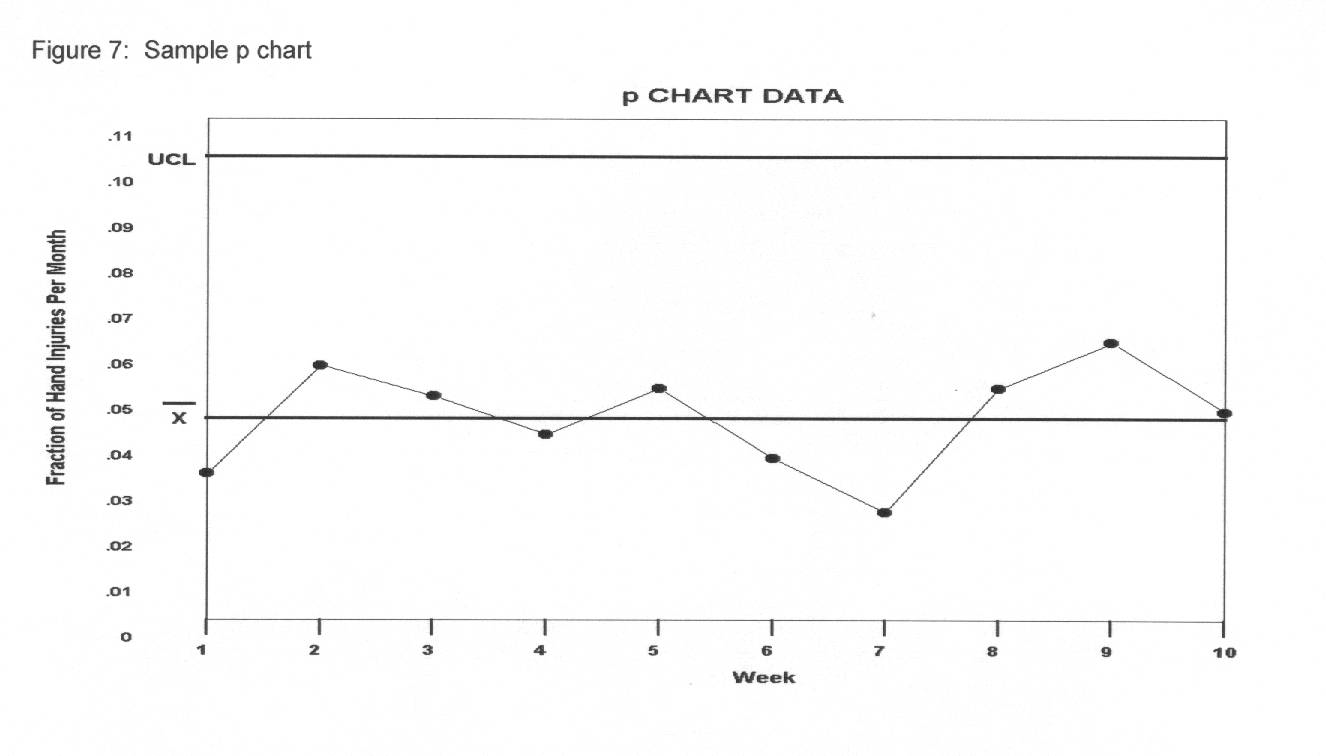 Figure 7: Sample p chart
p CHART DATA
.11
UCL
.10
.09
.08
.07
.06
.05
X
.04
.03
.02
.01
0
Fraction of Hand Injuries Per Month
1 2 3 4 5 6 7 8 9 10
Week